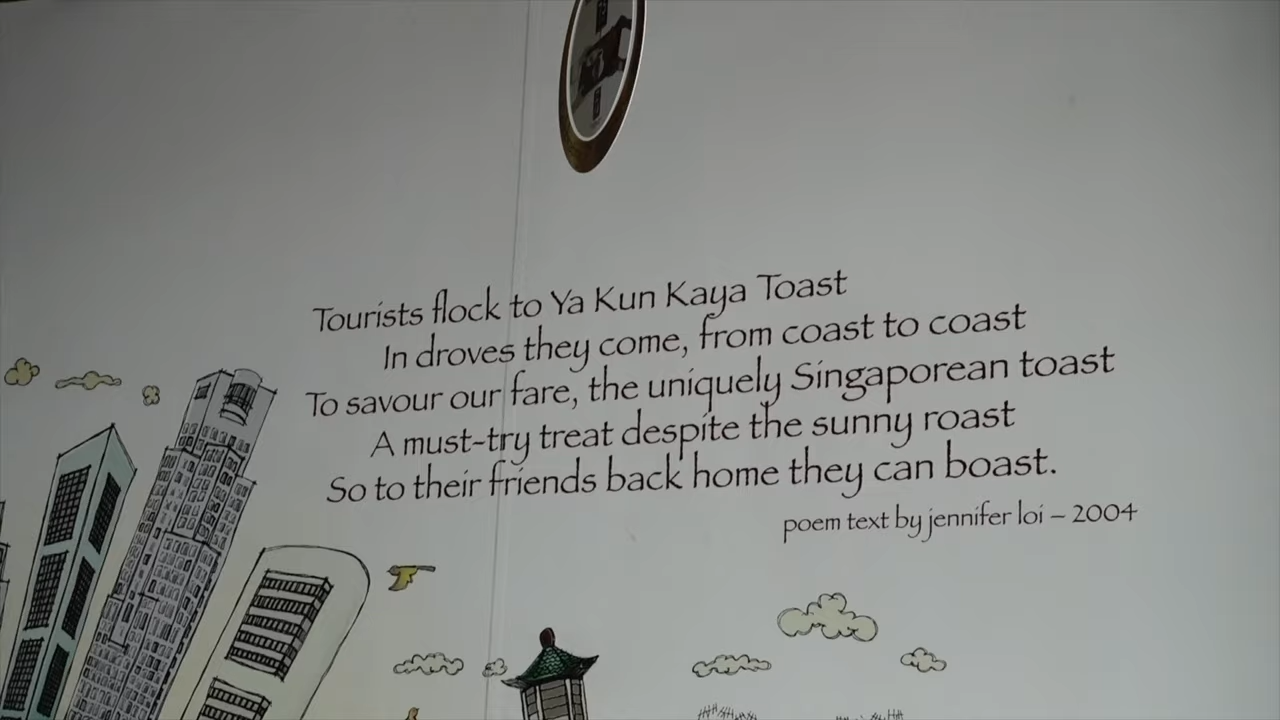 Tourists flock to Ya Kun Kaya Toast
In droves they come, from coast to coast
To savour our fare, the uniquely Singaporean toast
A must-try treat despite the sunny roast
So to their friends back home they can boast.
poem text by jennifer loi – 2004